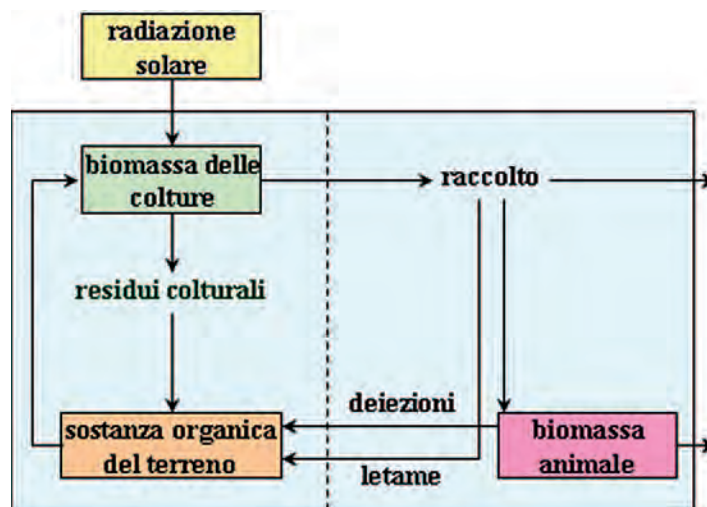 radiazione
solare
biomassa delle
colture
raccolto
residui colturali
deiezioni
sostanza organica
del terreno
biomassa
animale
letame